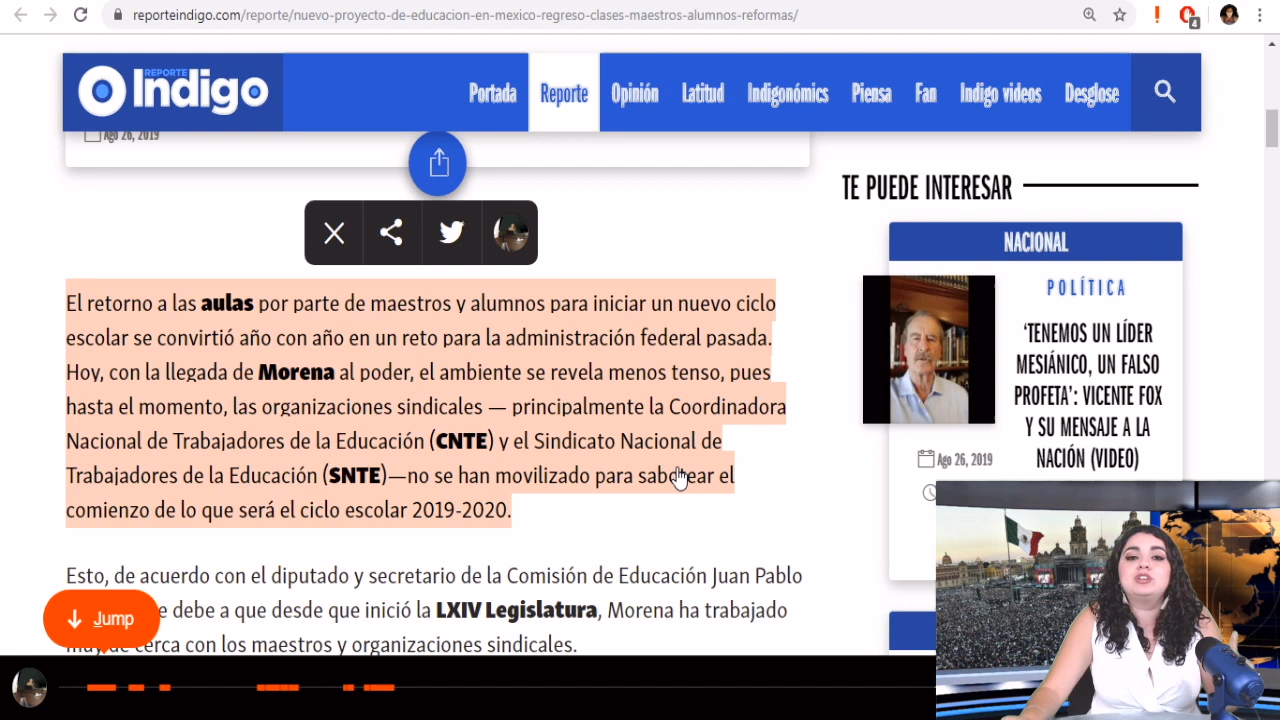 reporteindigo.com/reporte/nuevo-proyecto-de-educacion-en-mexico-regreso-clases-maestros-alumnos-reformas/
4
REPORTE
Indigo
Portada
Reporte
Opinión
Latitud
Indigonómics
Piensa
Fan
Indigo videos
Desglose
Ago 26, 2019
TE PUEDE INTERESAR
NACIONAL
POLÍTICA
‘TENEMOS UN LÍDER
MESIÁNICO, UN FALSO
PROFETA’: VICENTE FOX
Y SU MENSAJE A LA
NACIÓN (VIDEO)
Ago 26, 2019
El retorno a las aulas por parte de maestros y alumnos para iniciar un nuevo ciclo
escolar se convirtió año con año en un reto para la administración federal pasada.
Hoy, con la llegada de Morena al poder, el ambiente se revela menos tenso, pues
hasta el momento, las organizaciones sindicales — principalmente la Coordinadora
Nacional de Trabajadores de la Educación (CNTE) y el Sindicato Nacional de
Trabajadores de la Educación (SNTE)—no se han movilizado para sabotear el
comienzo de lo que será el ciclo escolar 2019-2020.
Esto, de acuerdo con el diputado y secretario de la Comisión de Educación Juan Pablo
debe a que desde que inició la LXIV Legislatura, Morena ha trabajado
muy de cerca con los maestros y organizaciones sindicales.
Jump